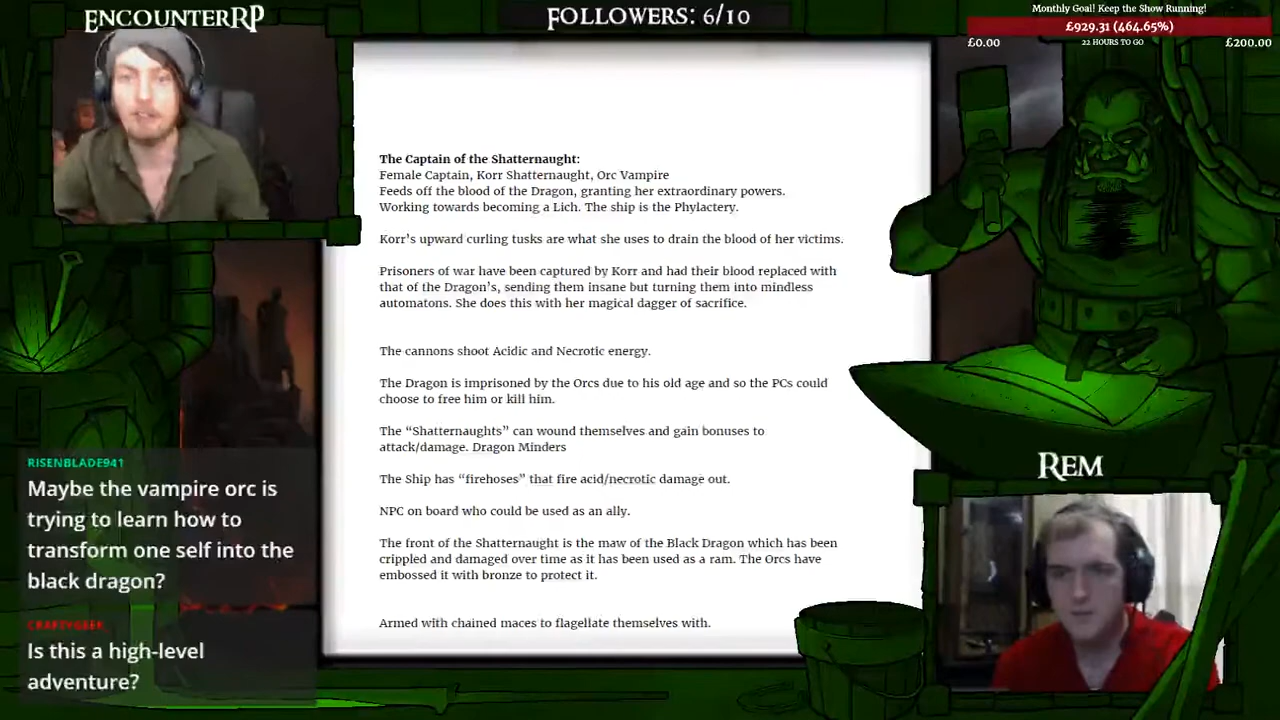 ENCOUNTERRP
FOLLOWERS: 6/10
Monthly Goal! Keep the Show Running!
£929.31 (464.65%)
£0.00
22 HOURS TO GO
£200.00
The Captain of the Shatternaught:
Female Captain, Korr Shatternaught, Orc Vampire
Feeds off the blood of the Dragon, granting her extraordinary powers.
Working towards becoming a Lich. The ship is the Phylactery.
Korr's upward curling tusks are what she uses to drain the blood of her victims.
Prisoners of war have been captured by Korr and had their blood replaced with
that of the Dragon's, sending them insane but turning them into mindless
automatons. She does this with her magical dagger of sacrifice.
The cannons shoot Acidic and Necrotic energy.
The Dragon is imprisoned by the Orcs due to his old age and so the PCs could
choose to free him or kill him.
The “Shatternaughts” can wound themselves and gain bonuses to
attack/damage. Dragon Minders
The Ship has “firehoses” that fire acid/necrotic damage out.
NPC on board who could be used as an ally.
The front of the Shatternaught is the maw of the Black Dragon which has been
crippled and damaged over time as it has been used as a ram. The Orcs have
embossed it with bronze to protect it.
Armed with chained maces to flagellate themselves with.
RISENBLADE941
Maybe the vampire orc is
trying to learn how to
transform one self into the
black dragon?
CRAFTYGEEK
Is this a high-level
adventure?
REM